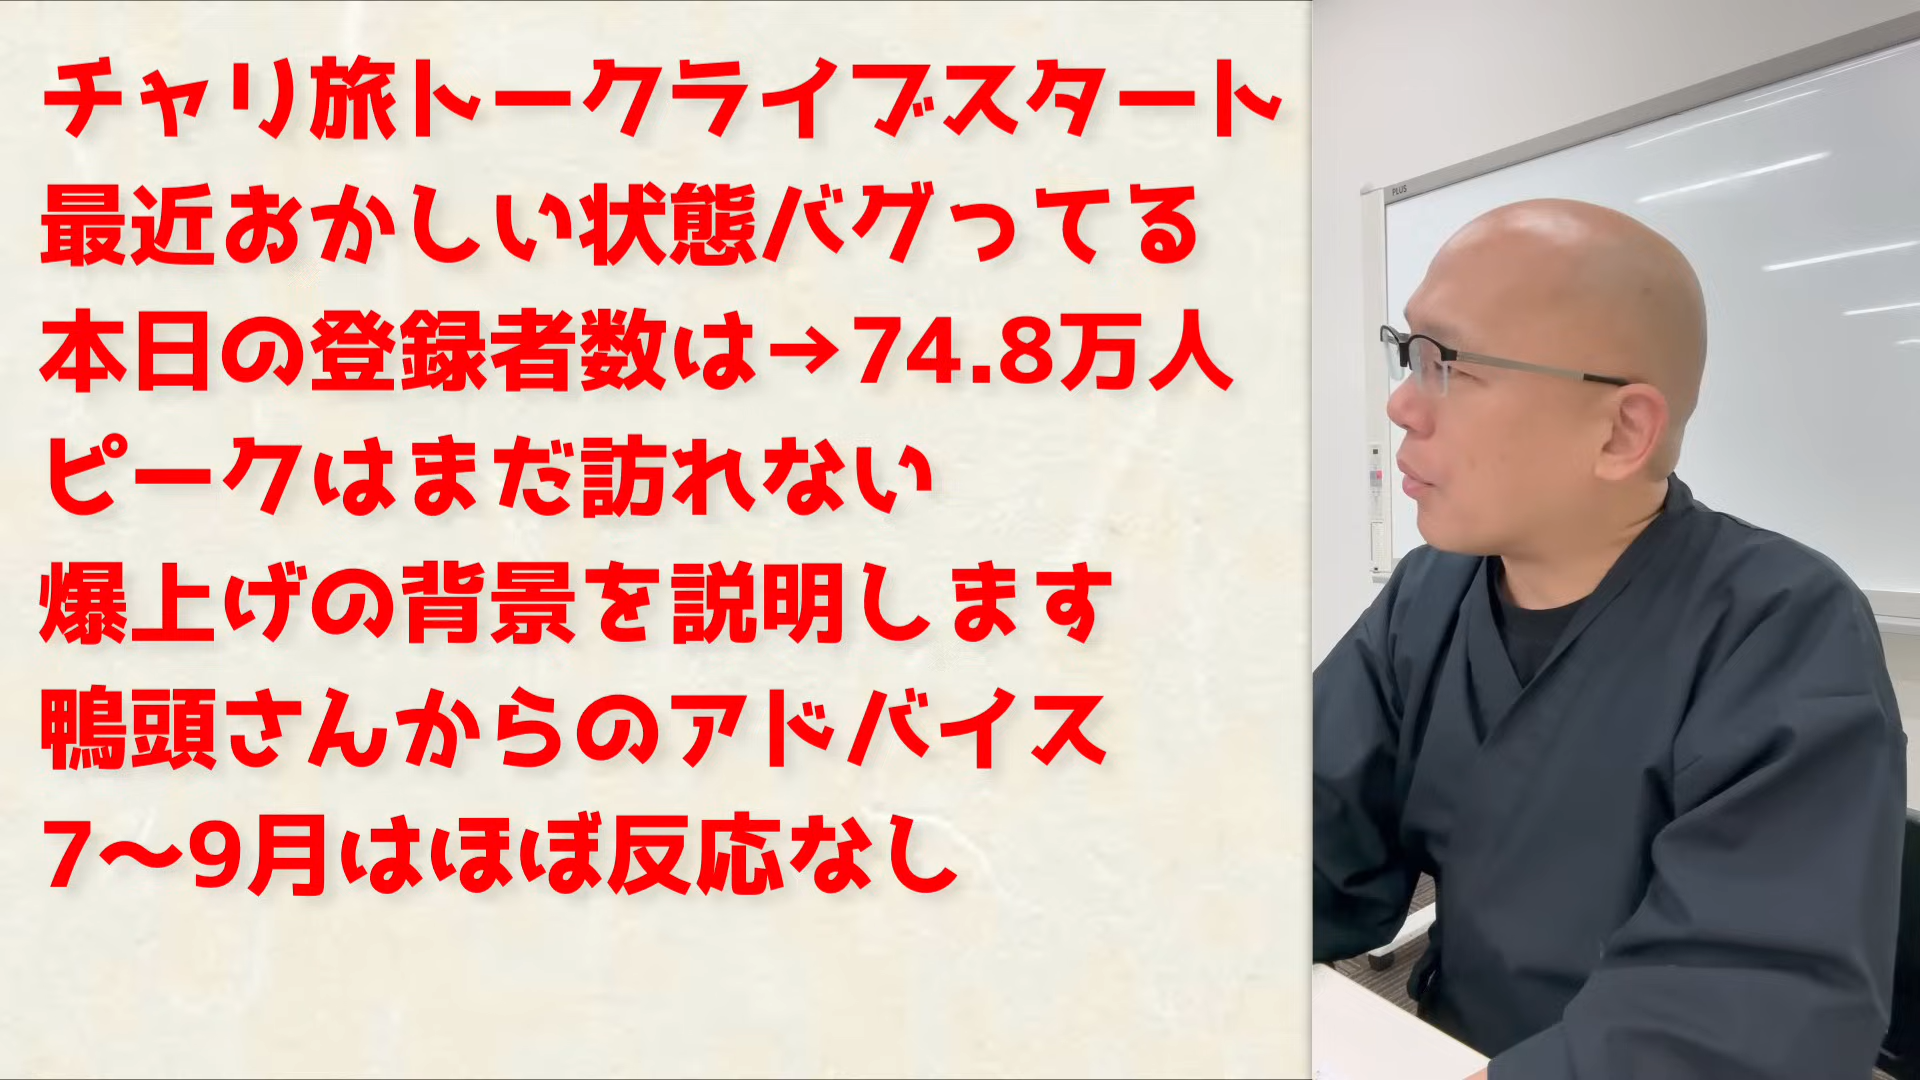 チャリ旅トークライブスタート
最近おかしい状態バグってる
本日の登録者数は→74.8万人
ピークはまだ訪れない
爆上げの背景を説明します
鴨頭さんからのアドバイス
7〜9月はほぼ反応なし
PLUS